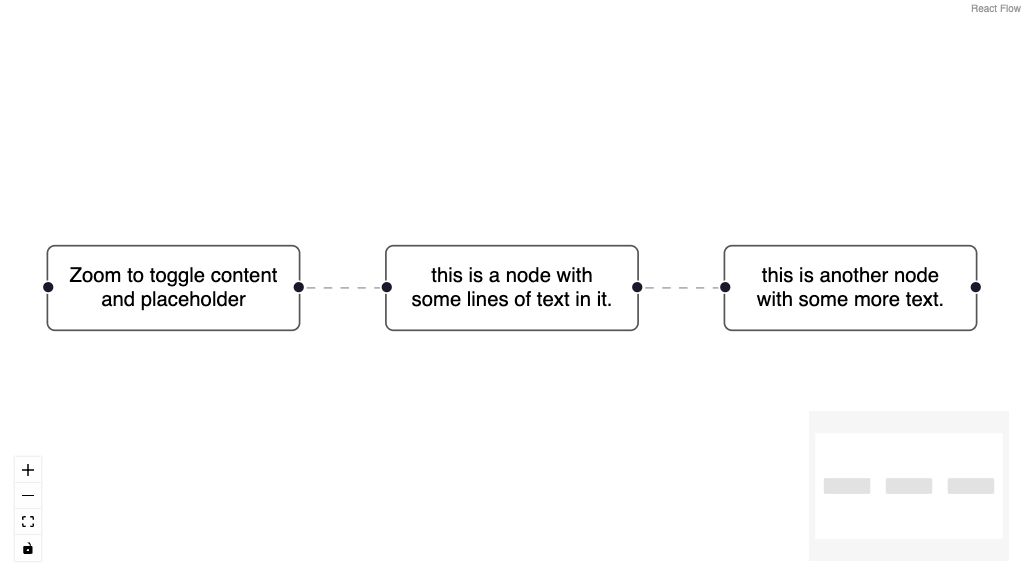 React Flow
Zoom to toggle content
and placeholder
this is a node with
some lines of text in it.
this is another node
with some more text.